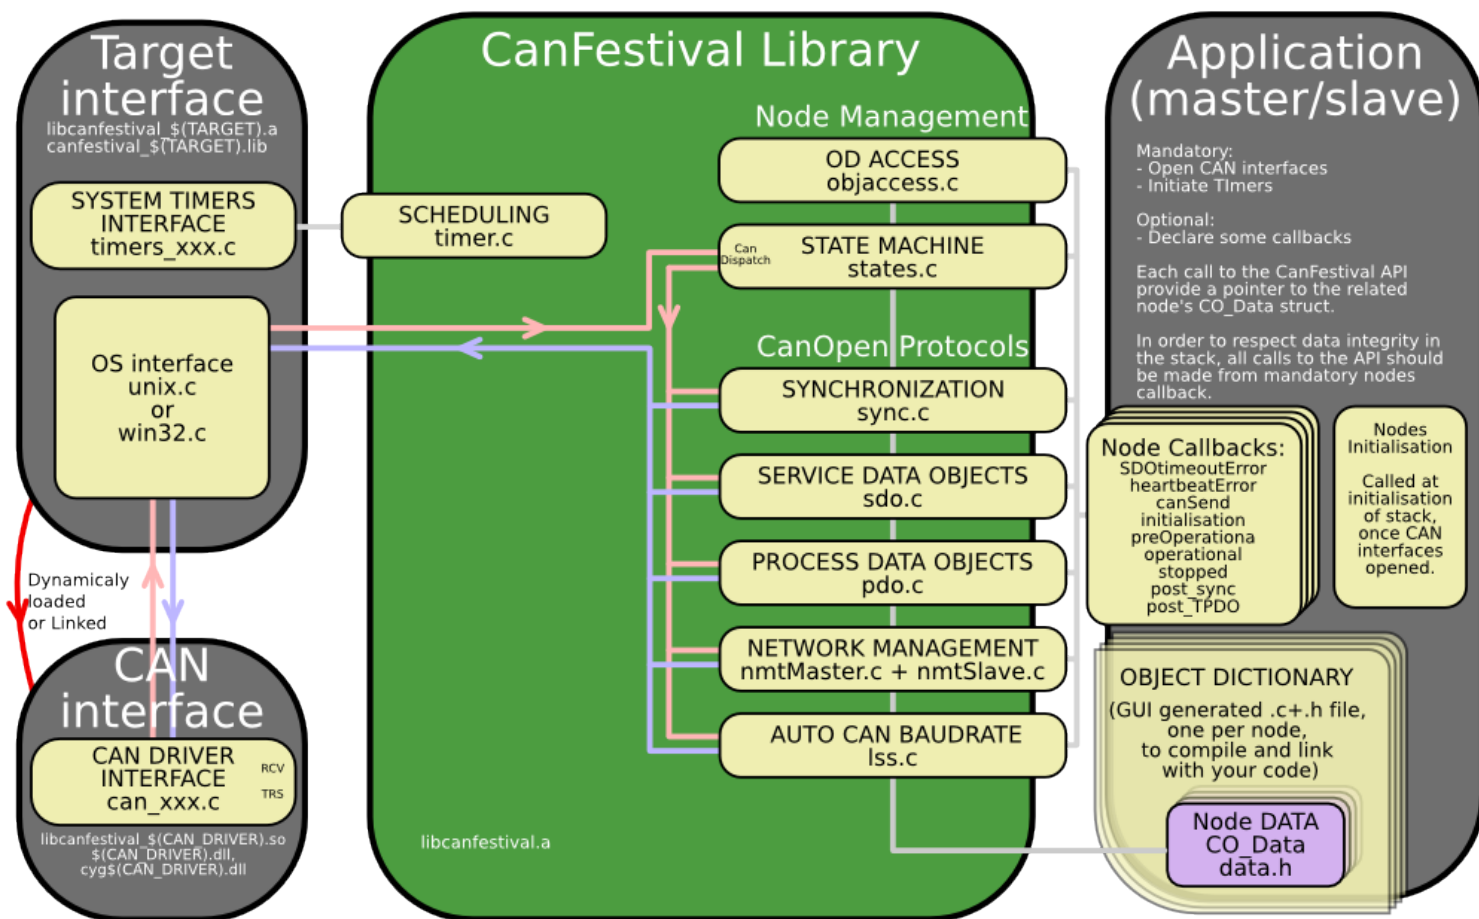 Target
interface
libcanfestival_$(TARGET).a
canfestival_$(TARGET).lib
SYSTEM TIMERS
INTERFACE
timers_xxx.c
OS interface
unix.c
or
win32.c
Dynamicaly
loaded
or Linked
CAN
interface
CAN DRIVER
INTERFACE
can_xxx.c
RCV
TRS
libcanfestival_$(CAN_DRIVER).so
$(CAN_DRIVER).dll,
cyg$(CAN_DRIVER).dll
CanFestival Library
SCHEDULING
timer.c
Node Management
OD ACCESS
objaccess.c
Can
Dispatch
STATE MACHINE
states.c
CanOpen Protocols
SYNCHRONIZATION
sync.c
SERVICE DATA OBJECTS
sdo.c
PROCESS DATA OBJECTS
pdo.c
NETWORK MANAGEMENT
nmtMaster.c + nmtSlave.c
AUTO CAN BAUDRATE
lss.c
libcanfestival.a
Application
(master/slave)
Mandatory:
- Open CAN interfaces
- Initiate TImers
Optional:
- Declare some callbacks
Each call to the CanFestival API
provide a pointer to the related
node's CO_Data struct.
In order to respect data integrity in
the stack, all calls to the API should
be made from mandatory nodes
callback.
Node Callbacks:
SDOtimeoutError
heartbeatError
canSend
initialisation
preOperationa
operational
stopped
post_sync
post_TPDO
Nodes
Initialisation
Called at
initialisation
of stack,
once CAN
interfaces
opened.
OBJECT DICTIONARY
(GUI generated .c+.h file,
one per node,
to compile and link
with your code)
Node DATA
CO_Data
data.h